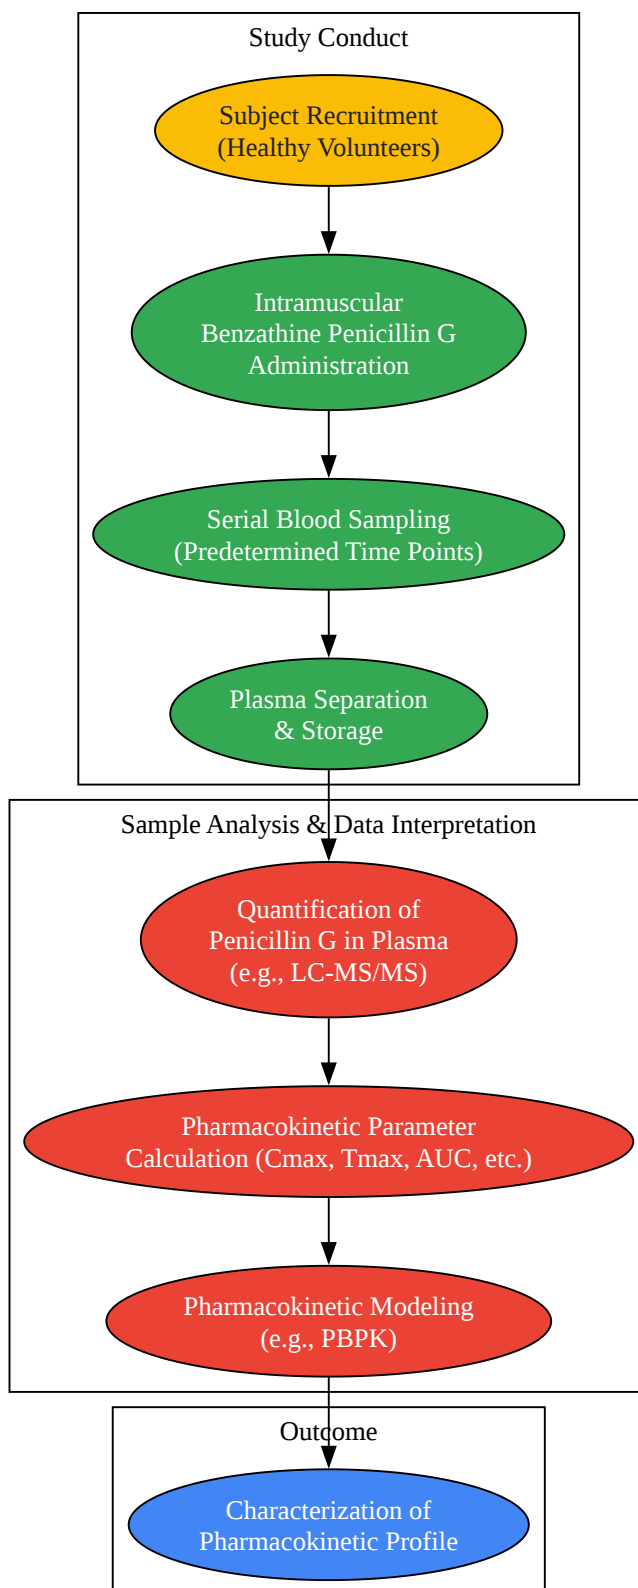 Study Conduct
Subject Recruitment
(Healthy Volunteers)
Intramuscular
Benzathine Penicillin G
Administration
Serial Blood Sampling
(Predetermined Time Points)
Plasma Separation
& Storage
Sample Analysis & Data Interpretation
Quantification of
Penicillin G in Plasma
(e.g., LC-MS/MS)
Pharmacokinetic Parameter
Calculation (Cmax, Tmax, AUC, etc.)
Pharmacokinetic Modeling
(e.g., PBPK)
Outcome
Characterization of
Pharmacokinetic Profile